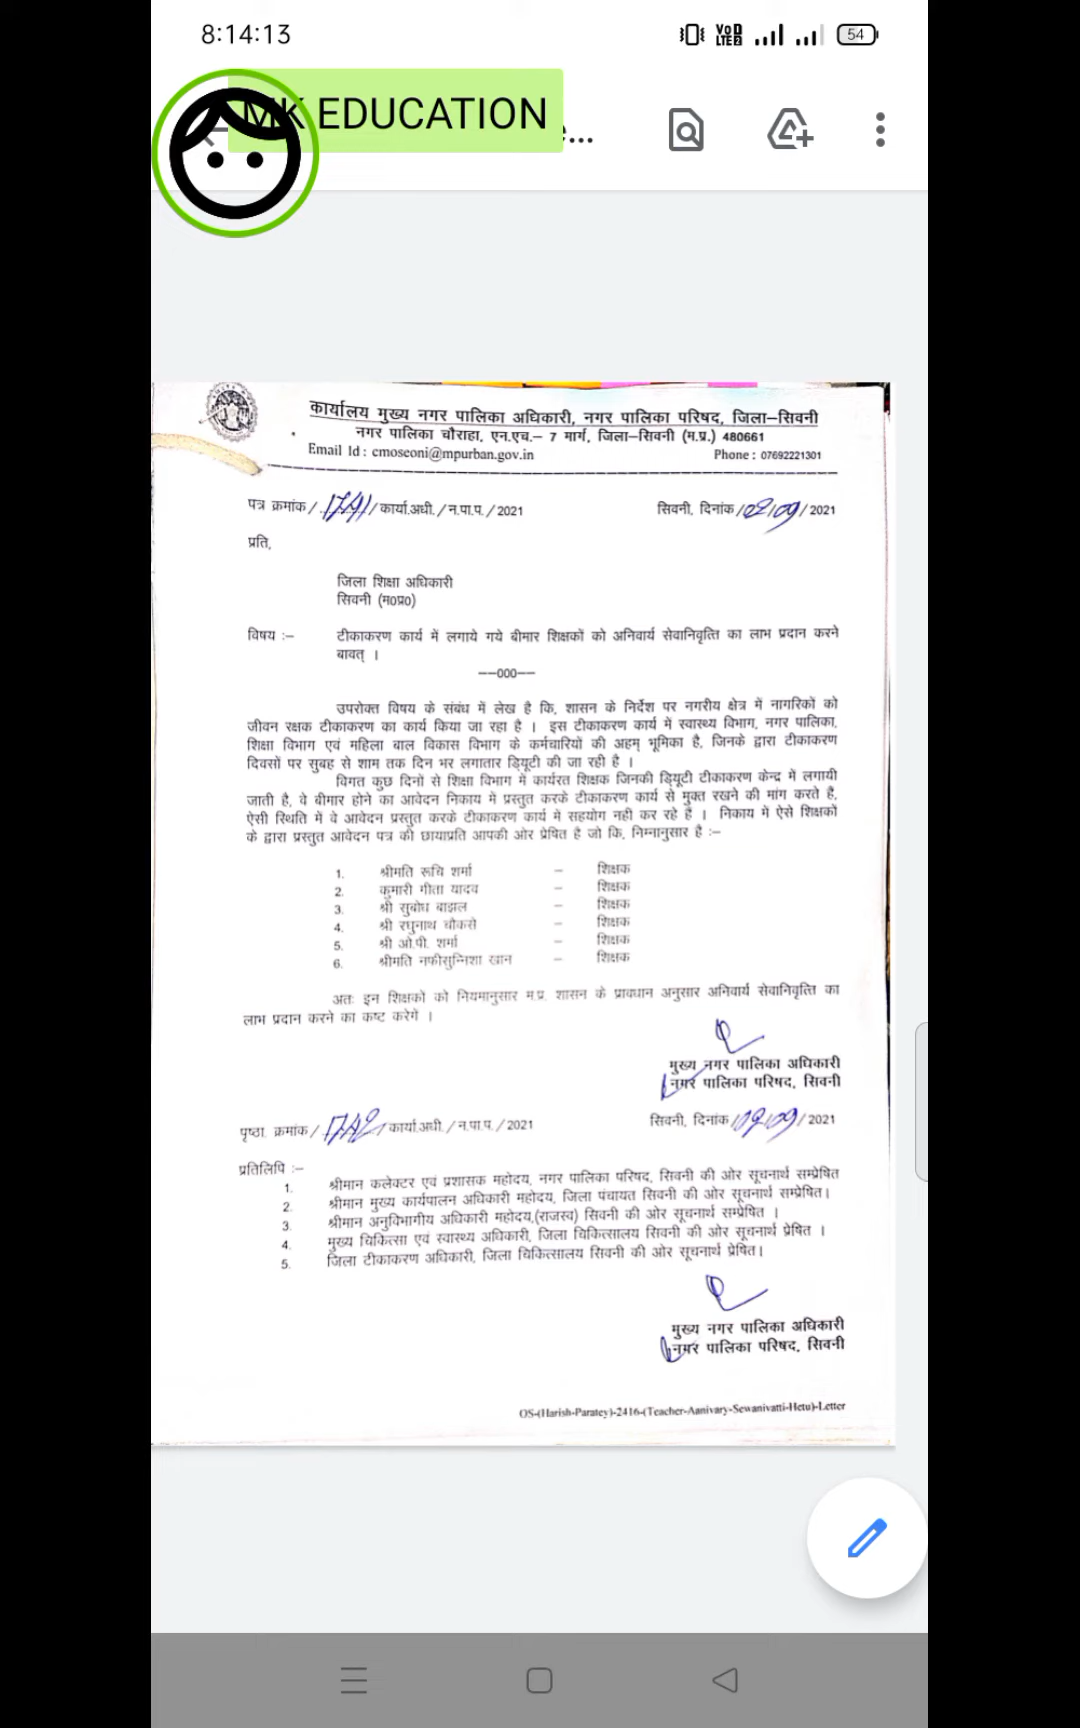 8:14:13
54
MK EDUCATION
कार्यालय मुख्य नगर पालिका अधिकारी, नगर पालिका परिषद, जिला–सिवनी
नगर पालिका चौराहा, एन.एच.– 7 मार्ग, जिला–सिवनी (म.प्र.) 480661
Email Id : cmoseoni@mpurban.gov.in Phone : 07692221301
पत्र क्रमांक / 1741 / कार्या.अधी. / न.पा.प. / 2021 सिवनी, दिनांक / 02/09 / 2021
प्रति,
जिला शिक्षा अधिकारी
सिवनी (म0प्र0)
विषय :– टीकाकरण कार्य में लगाये गये बीमार शिक्षकों को अनिवार्य सेवानिवृत्ति का लाभ प्रदान करने
बावत् ।
––000––
उपरोक्त विषय के संबंध में लेख है कि, शासन के निर्देश पर नगरीय क्षेत्र में नागरिकों को
जीवन रक्षक टीकाकरण का कार्य किया जा रहा है । इस टीकाकरण कार्य में स्वास्थ्य विभाग, नगर पालिका,
शिक्षा विभाग एवं महिला बाल विकास विभाग के कर्मचारियों की अहम् भूमिका है, जिनके द्वारा टीकाकरण
दिवसों पर सुबह से शाम तक दिन भर लगातार डि्यूटी की जा रही है ।
विगत कुछ दिनो से शिक्षा विभाग में कार्यरत शिक्षक जिनकी डि्यूटी टीकाकरण केन्द्र में लगायी
जाती है, वे बीमार होने का आवेदन निकाय में प्रस्तुत करके टीकाकरण कार्य से मुक्त रखने की मांग करते है,
ऐसी स्थिति में वे आवेदन प्रस्तुत करके टीकाकरण कार्य में सहयोग नही कर रहे हैं । निकाय में ऐसे शिक्षकों
के द्वारा प्रस्तुत आवेदन पत्र की छायाप्रति आपकी ओर प्रेषित है जो कि, निम्नानुसार है :–
1. श्रीमति रूचि शर्मा – शिक्षक
2. कुमारी गीता यादव – शिक्षक
3. श्री सुबोध बाझल – शिक्षक
4. श्री रघुनाथ चौकसे – शिक्षक
5. श्री ओ.पी. शर्मा – शिक्षक
6. श्रीमति नफीसुन्निशा खान – शिक्षक
अतः इन शिक्षकों को नियमानुसार म.प्र. शासन के प्रावधान अनुसार अनिवार्य सेवानिवृत्ति का
लाभ प्रदान करने का कष्ट करेगें ।
मुख्य नगर पालिका अधिकारी
नगर पालिका परिषद, सिवनी
पृष्ठा. क्रमांक / 1742 / कार्या.अधी. / न.पा.प. / 2021 सिवनी, दिनांक / 02/09 / 2021
प्रतिलिपि :–
1. श्रीमान कलेक्टर एवं प्रशासक महोदय, नगर पालिका परिषद, सिवनी की ओर सूचनार्थ सम्प्रेषित
2. श्रीमान मुख्य कार्यपालन अधिकारी महोदय, जिला पंचायत सिवनी की ओर सूचनार्थ सम्प्रेषित।
3. श्रीमान अनुविभागीय अधिकारी महोदय,(राजस्व) सिवनी की ओर सूचनार्थ सम्प्रेषित ।
4. मुख्य चिकित्सा एवं स्वास्थ्य अधिकारी, जिला चिकित्सालय सिवनी की ओर सूचनार्थ प्रेषित ।
5. जिला टीकाकरण अधिकारी, जिला चिकित्सालय सिवनी की ओर सूचनार्थ प्रेषित।
मुख्य नगर पालिका अधिकारी
नगर पालिका परिषद, सिवनी
OS-(Harish-Paratey)-2416-(Teacher-Aanivary-Sewanivatti-Hetu)-Letter